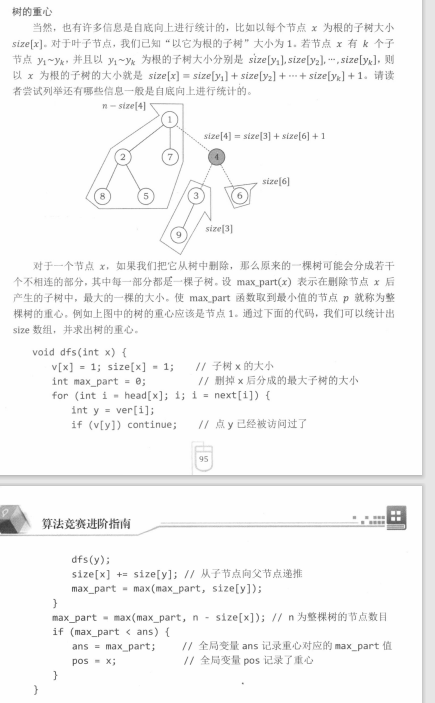 树的重心
当然，也有许多信息是自底向上进行统计的，比如以每个节点 x 为根的子树大小
size[x]。对于叶子节点，我们已知“以它为根的子树”大小为 1。若节点 x 有 k 个子
节点 y₁~yₖ，并且以 y₁~yₖ 为根的子树大小分别是 size[y₁], size[y₂], ⋯, size[yₖ]，则
以 x 为根的子树的大小就是 size[x] = size[y₁] + size[y₂] + ⋯ + size[yₖ] + 1。请读
者尝试列举还有哪些信息一般是自底向上进行统计的。
n − size[4]
1
size[4] = size[3] + size[6] + 1
2
7
4
size[6]
8
5
3
6
size[3]
9
对于一个节点 x，如果我们把它从树中删除，那么原来的一棵树可能会分成若干
个不相连的部分，其中每一部分都是一棵子树。设 max_part(x) 表示在删除节点 x 后
产生的子树中，最大的一棵的大小。使 max_part 函数取到最小值的节点 p 就称为整
棵树的重心。例如上图中的树的重心应该是节点 1。通过下面的代码，我们可以统计出
size 数组，并求出树的重心。
void dfs(int x) {
v[x] = 1; size[x] = 1; // 子树 x 的大小
int max_part = 0; // 删掉 x 后分成的最大子树的大小
for (int i = head[x]; i; i = next[i]) {
int y = ver[i];
if (v[y]) continue; // 点 y 已经被访问过了
95
算法竞赛进阶指南
dfs(y);
size[x] += size[y]; // 从子节点向父节点递推
max_part = max(max_part, size[y]);
}
max_part = max(max_part, n - size[x]); // n 为整棵树的节点数目
if (max_part < ans) {
ans = max_part; // 全局变量 ans 记录重心对应的 max_part 值
pos = x; // 全局变量 pos 记录了重心
}
}